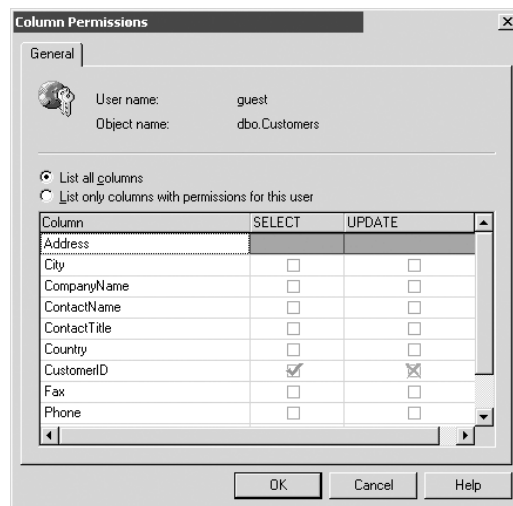 Column Permissions
General
User name: guest
Object name: dbo.Customers
List all columns
List only columns with permissions for this user
Column SELECT UPDATE
Address
City
CompanyName
ContactName
ContactTitle
Country
CustomerID
Fax
Phone
OK Cancel Help